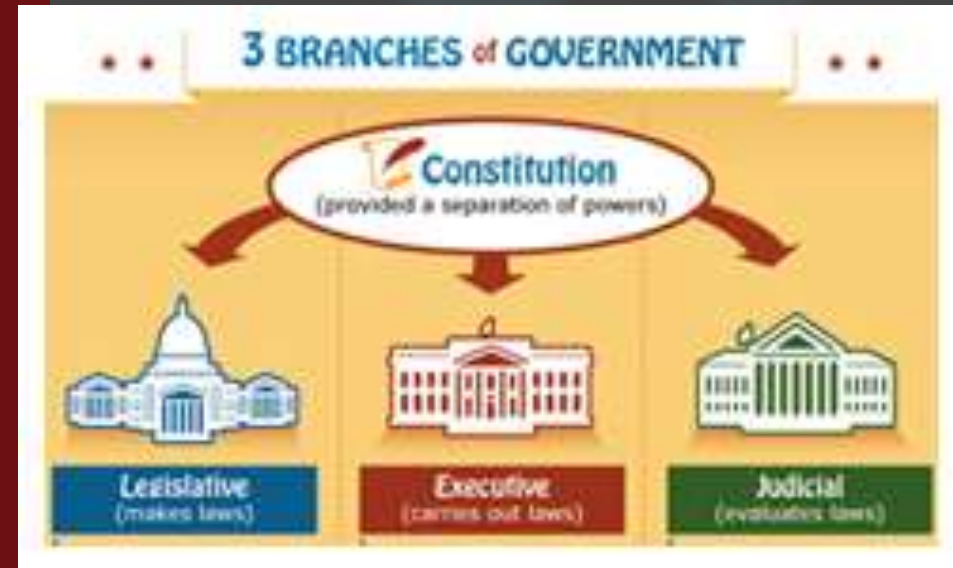 3 BRANCHES of GOVERNMENT
Constitution
(provided a separation of powers)
Legislative
(makes laws)
Executive
(carries out laws)
Judicial
(evaluates laws)